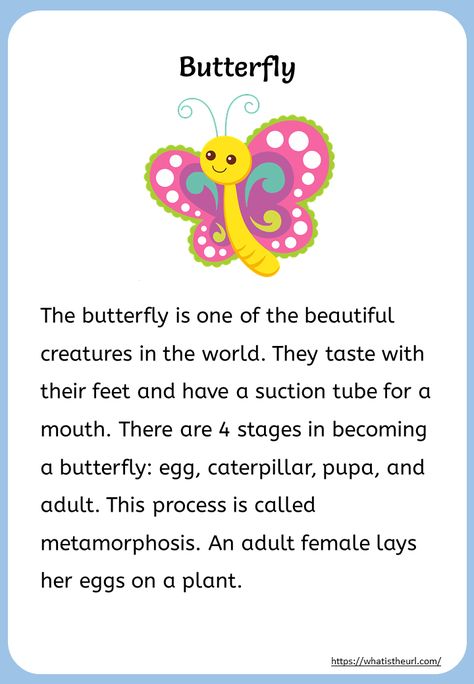 Butterfly
The butterfly is one of the beautiful
creatures in the world. They taste with
their feet and have a suction tube for a
mouth. There are 4 stages in becoming
a butterfly: egg, caterpillar, pupa, and
adult. This process is called
metamorphosis. An adult female lays
her eggs on a plant.
https://whatistheurl.com/